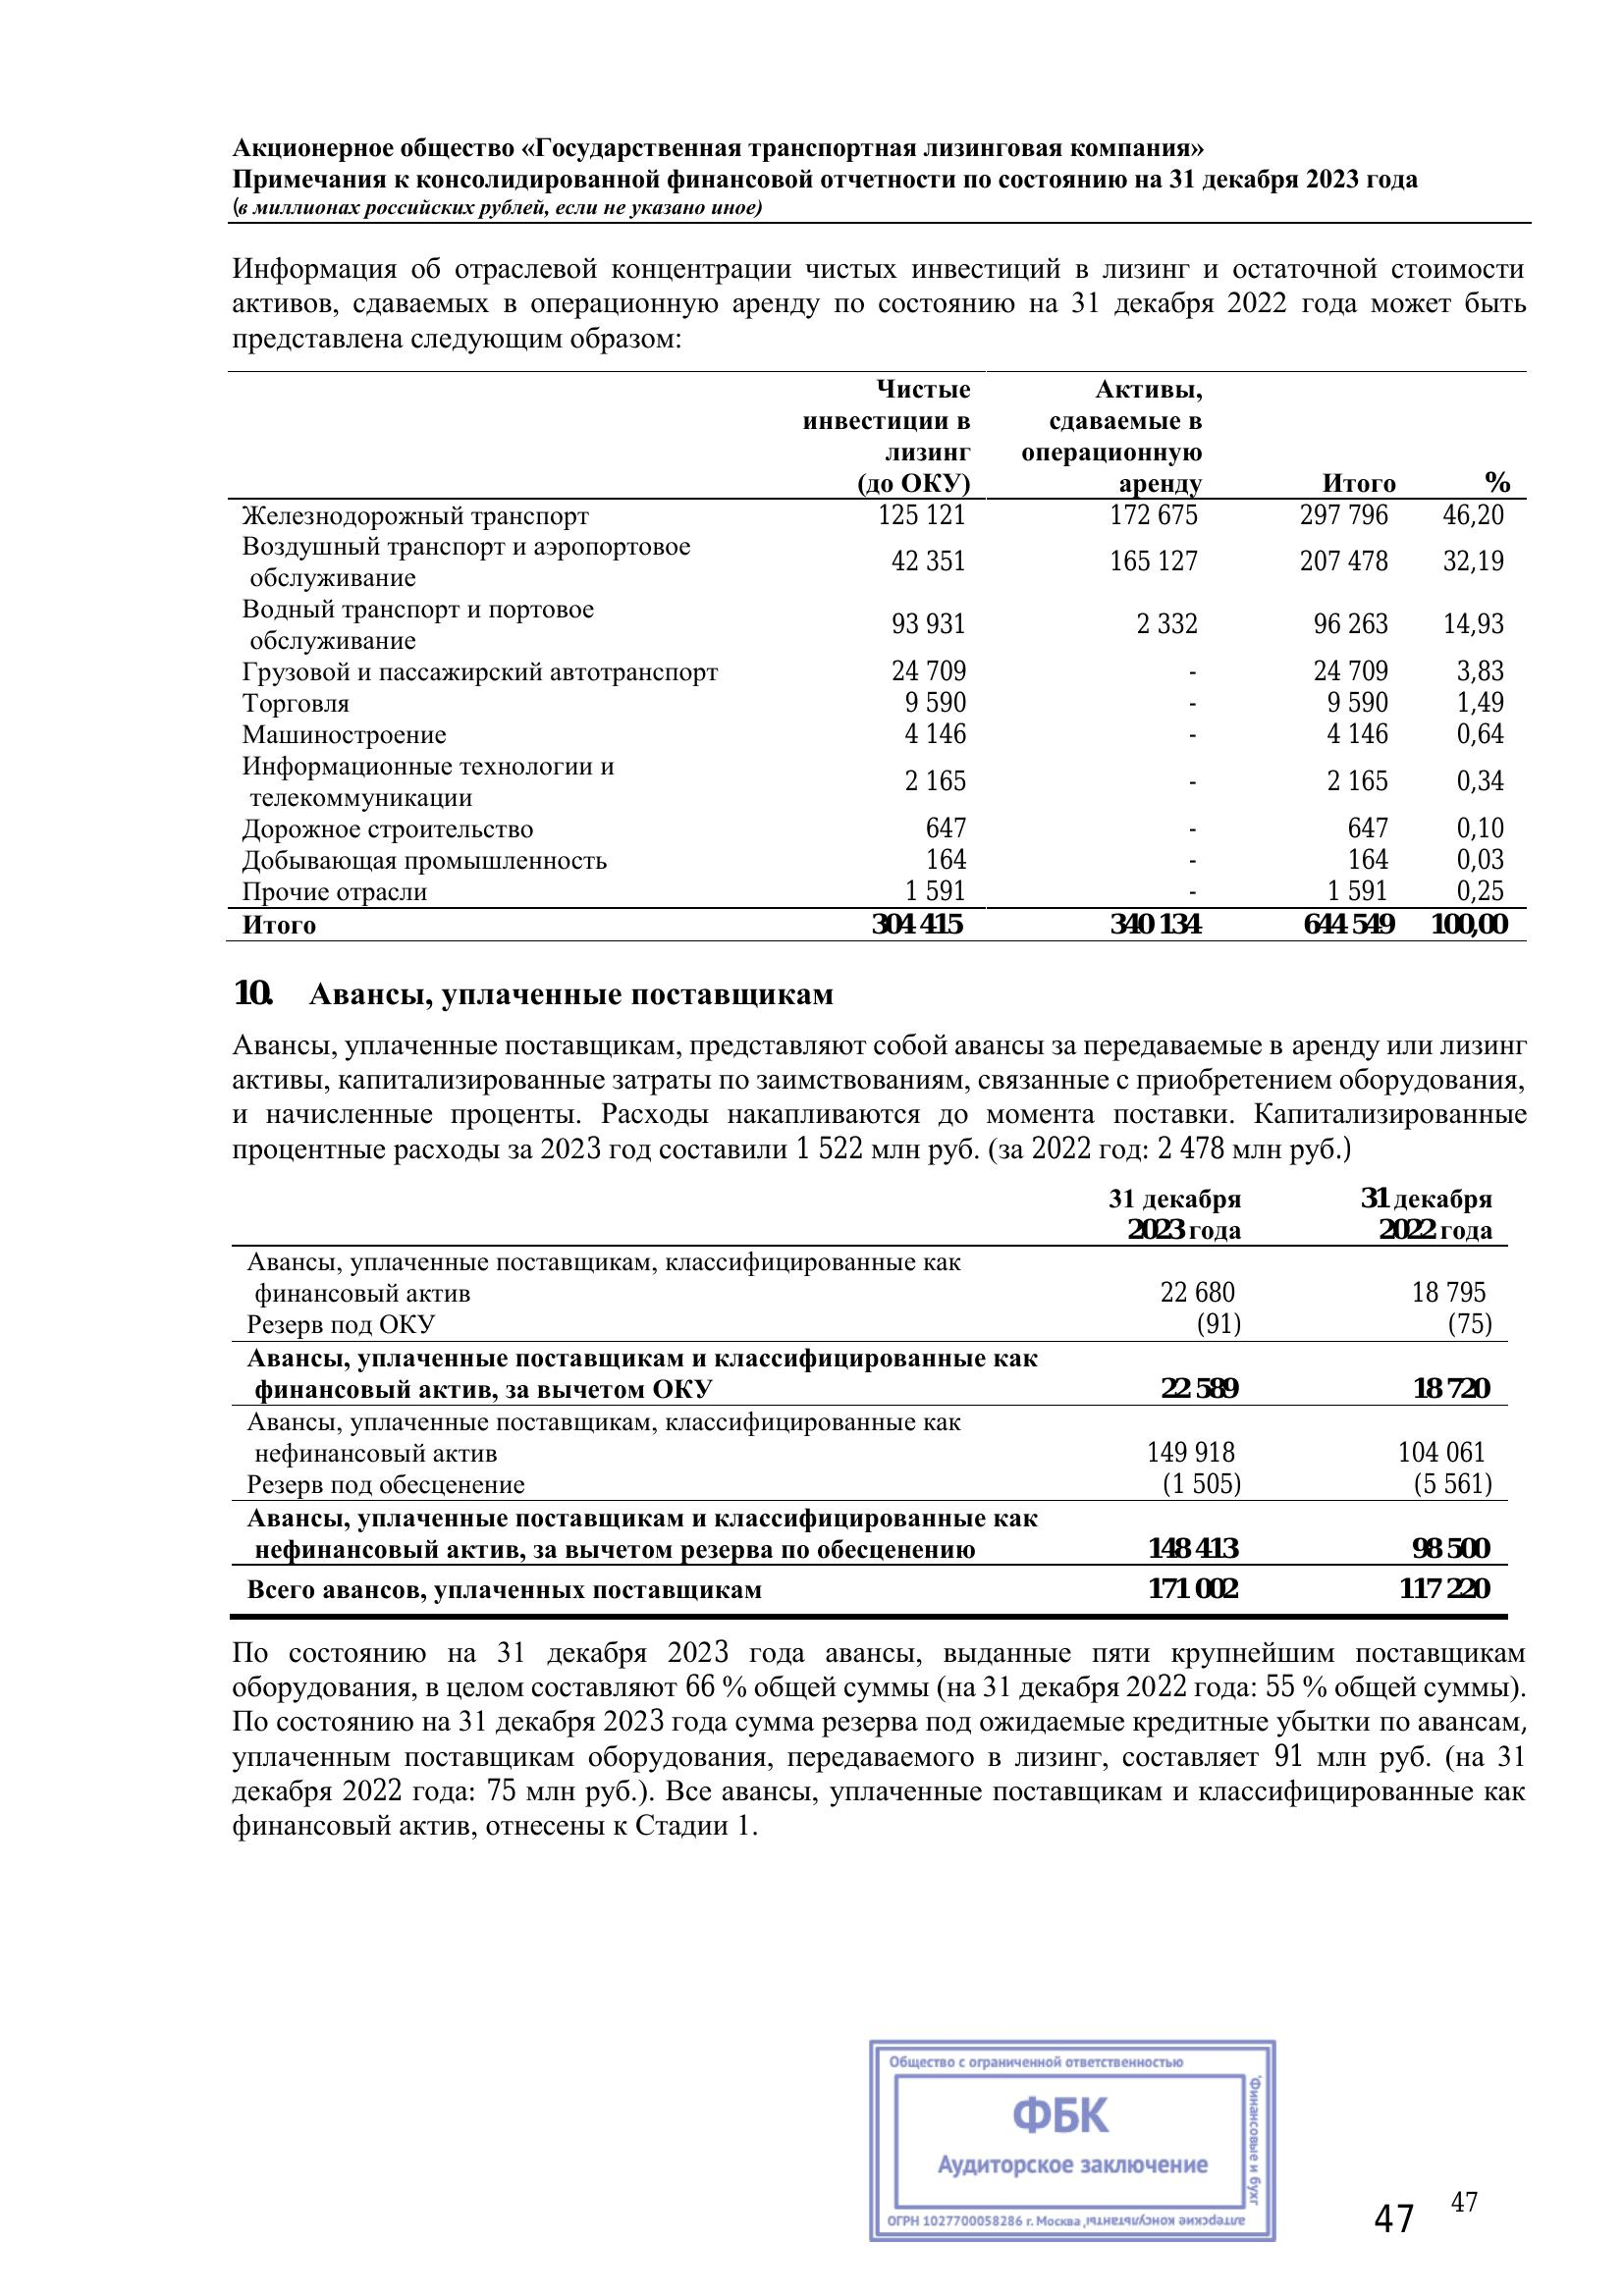 Акционерное общество «Государственная транспортная лизинговая компания»
Примечания к консолидированной финансовой отчетности по состоянию на 31 декабря 2023 года
(в миллионах российских рублей, если не указано иное)
Информация об отраслевой концентрации чистых инвестиций в лизинг и остаточной стоимости
активов, сдаваемых в операционную аренду по состоянию на 31 декабря 2022 года может быть
представлена следующим образом:
Чистые инвестиции в лизинг (до ОКУ) Активы, сдаваемые в операционную аренду Итого %
Железнодорожный транспорт 125 121 172 675 297 796 46,20
Воздушный транспорт и аэропортовое
обслуживание 42 351 165 127 207 478 32,19
Водный транспорт и портовое
обслуживание 93 931 2 332 96 263 14,93
Грузовой и пассажирский автотранспорт 24 709 - 24 709 3,83
Торговля 9 590 - 9 590 1,49
Машиностроение 4 146 - 4 146 0,64
Информационные технологии и
телекоммуникации 2 165 - 2 165 0,34
Дорожное строительство 647 - 647 0,10
Добывающая промышленность 164 - 164 0,03
Прочие отрасли 1 591 - 1 591 0,25
Итого 304 415 340 134 644 549 100,00
10. Авансы, уплаченные поставщикам
Авансы, уплаченные поставщикам, представляют собой авансы за передаваемые в аренду или лизинг
активы, капитализированные затраты по заимствованиям, связанные с приобретением оборудования,
и начисленные проценты. Расходы накапливаются до момента поставки. Капитализированные
процентные расходы за 2023 год составили 1 522 млн руб. (за 2022 год: 2 478 млн руб.)
31 декабря 2023 года 31 декабря 2022 года
Авансы, уплаченные поставщикам, классифицированные как
финансовый актив 22 680 18 795
Резерв под ОКУ (91) (75)
Авансы, уплаченные поставщикам и классифицированные как
финансовый актив, за вычетом ОКУ 22 589 18 720
Авансы, уплаченные поставщикам, классифицированные как
нефинансовый актив 149 918 104 061
Резерв под обесценение (1 505) (5 561)
Авансы, уплаченные поставщикам и классифицированные как
нефинансовый актив, за вычетом резерва по обесценению 148 413 98 500
Всего авансов, уплаченных поставщикам 171 002 117 220
По состоянию на 31 декабря 2023 года авансы, выданные пяти крупнейшим поставщикам
оборудования, в целом составляют 66 % общей суммы (на 31 декабря 2022 года: 55 % общей суммы).
По состоянию на 31 декабря 2023 года сумма резерва под ожидаемые кредитные убытки по авансам,
уплаченным поставщикам оборудования, передаваемого в лизинг, составляет 91 млн руб. (на 31
декабря 2022 года: 75 млн руб.). Все авансы, уплаченные поставщикам и классифицированные как
финансовый актив, отнесены к Стадии 1.
Общество с ограниченной ответственностью
"Финансовые и бухг
алтерские консультанты"
ФБК
Аудиторское заключение
ОГРН 1027700058286 г. Москва
47
47